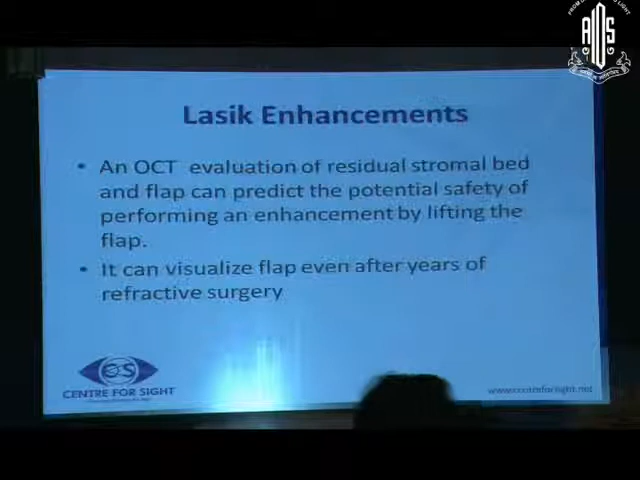 AIOS
Lasik Enhancements
• An OCT evaluation of residual stromal bed
and flap can predict the potential safety of
performing an enhancement by lifting the
flap.
• It can visualize flap even after years of
refractive surgery
CENTRE FOR SIGHT
www.centreforsight.net